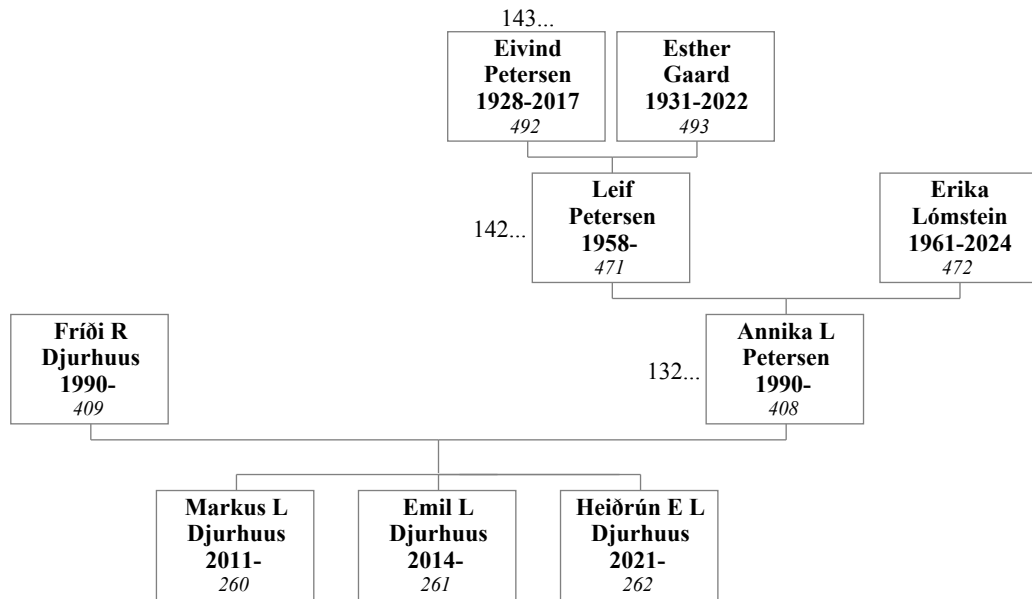 143...
Eivind
Petersen
1928-2017
492
Esther
Gaard
1931-2022
493
142...
Leif
Petersen
1958-
471
Erika
Lómstein
1961-2024
472
Fríði R
Djurhuus
1990-
409
132...
Annika L
Petersen
1990-
408
Markus L
Djurhuus
2011-
260
Emil L
Djurhuus
2014-
261
Heiðrún E L
Djurhuus
2021-
262